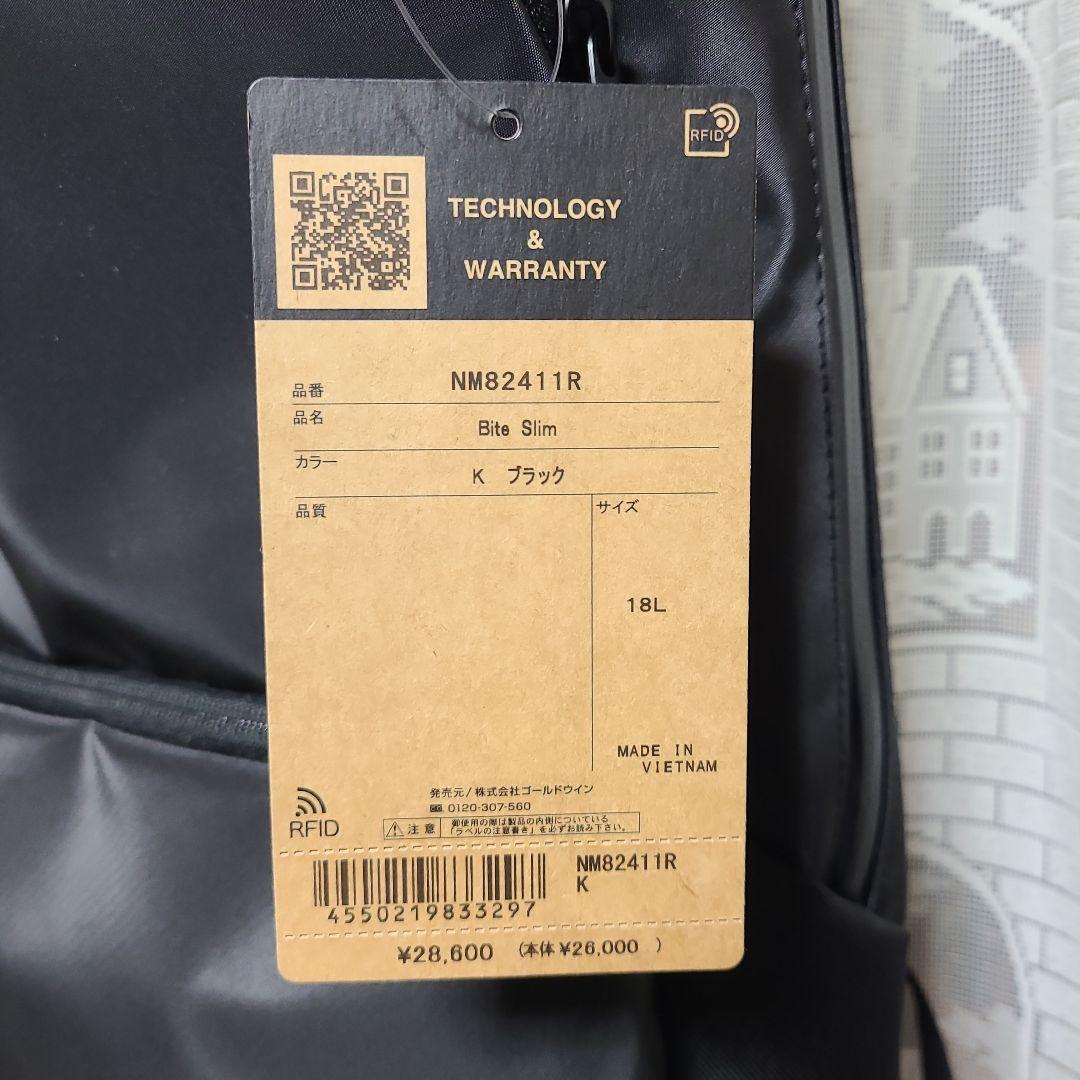 RFID
TECHNOLOGY
&
WARRANTY
品番 NM82411R
品名 Bite Slim
カラー K ブラック
品質
サイズ
18L
MADE IN
VIETNAM
発売元/株式会社ゴールドウイン
0120-307-560
RFID
注意
御使用の際は製品の内側についている
「ラベルの注意書き」を必ずお読み下さい。
4550219833297
NM82411R
K
¥28,600 (本体¥26,000 )